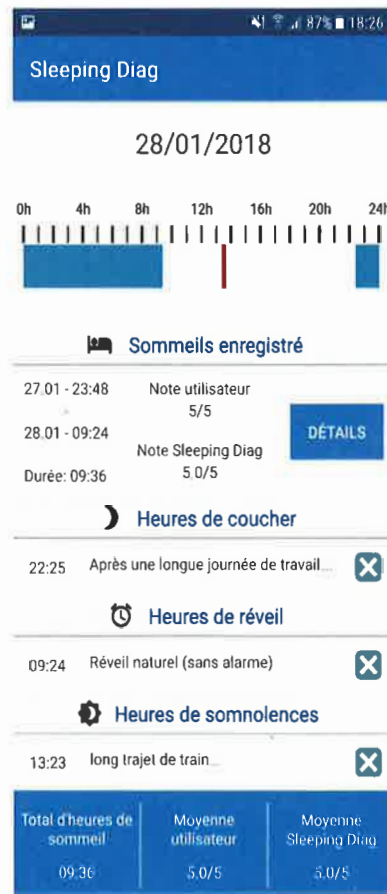 87% 18:26
Sleeping Diag
28/01/2018
0h 4h 8h 12h 16h 20h 24h
Sommeils enregistré
27.01 - 23:48 Note utilisateur
5/5
28.01 - 09:24 DÉTAILS
Note Sleeping Diag
Durée: 09:36 5.0/5
Heures de coucher
22:25 Après une longue journée de travail...
Heures de réveil
09:24 Réveil naturel (sans alarme)
Heures de somnolences
13:23 long trajet de train...
Total d'heures de Moyenne Moyenne
sommeil utilisateur Sleeping Diag
09:36 5.0/5 5.0/5